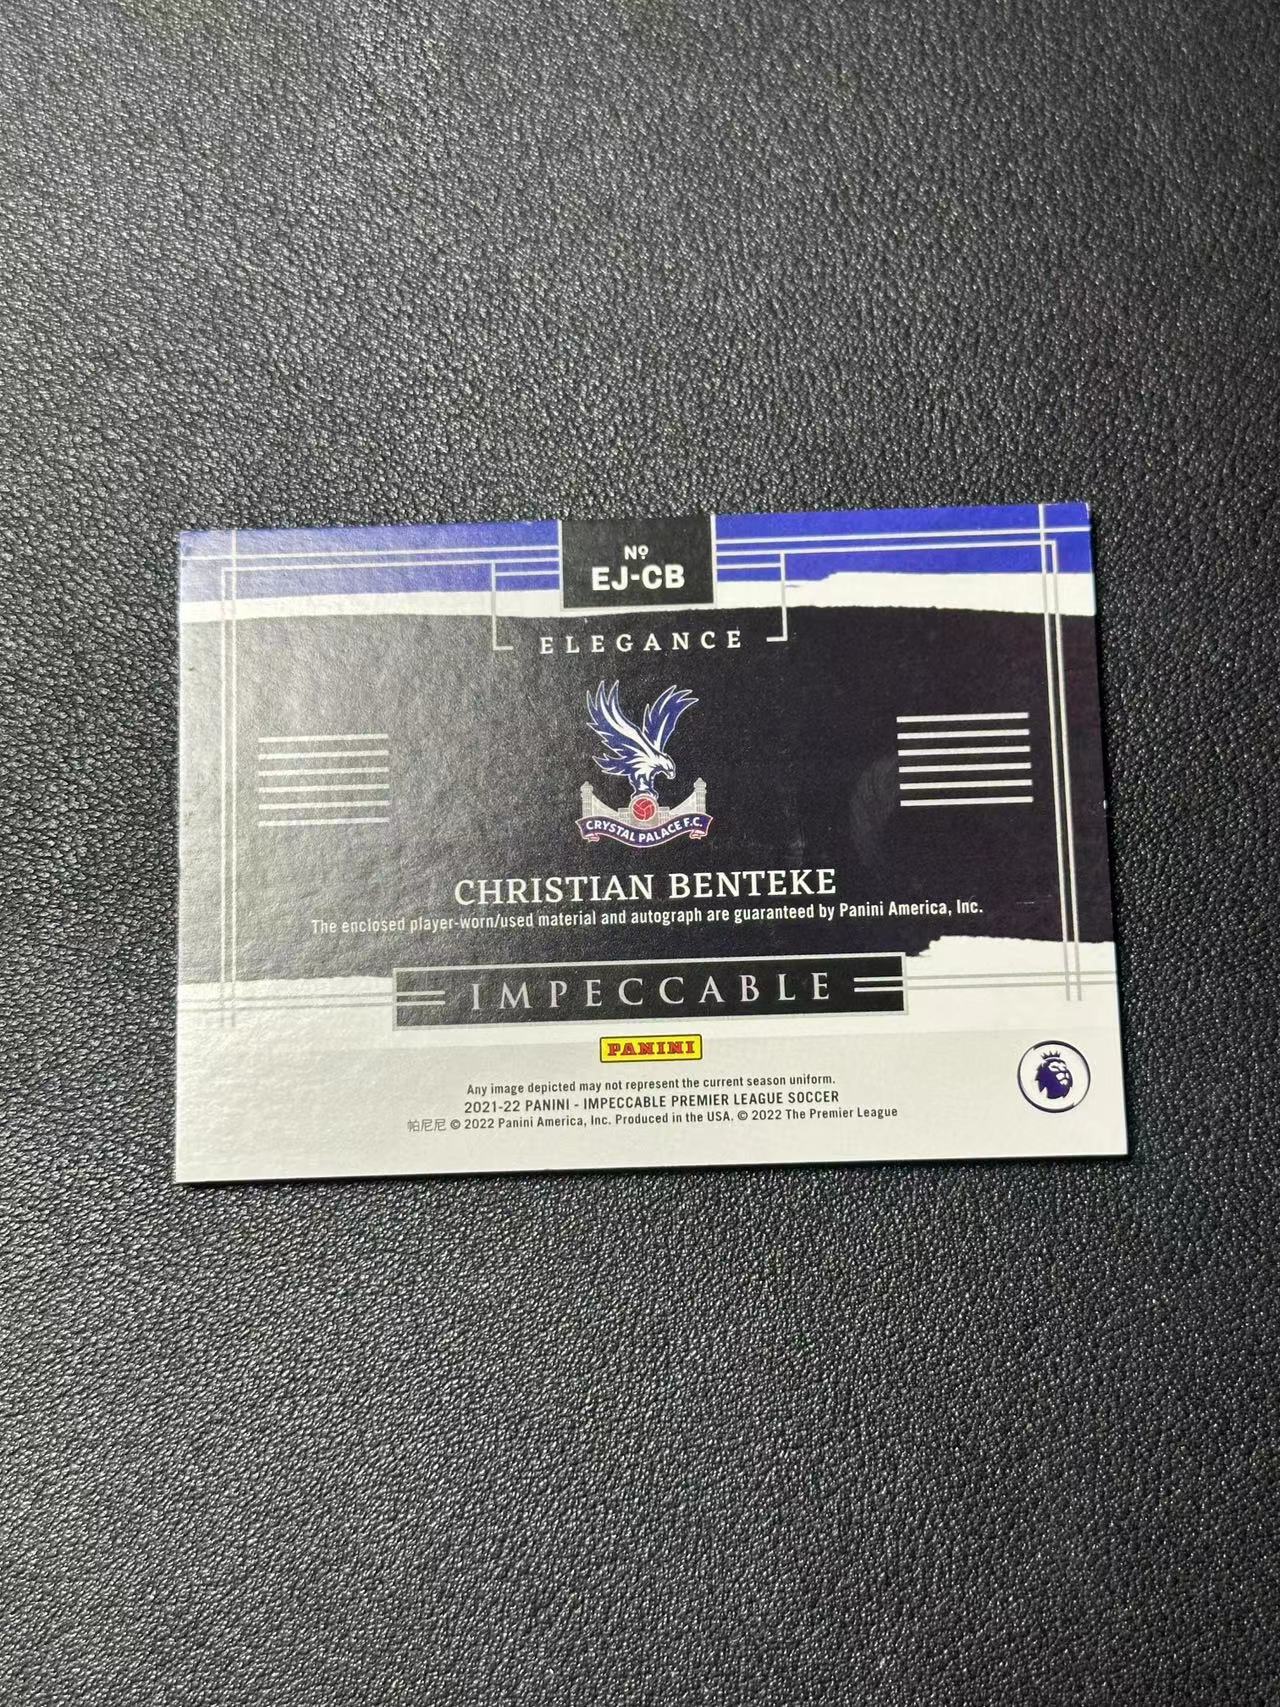 Nº
EJ-CB
ELEGANCE
CRYSTAL PALACE F.C.
CHRISTIAN BENTEKE
The enclosed player-worn/used material and autograph are guaranteed by Panini America, Inc.
IMPECCABLE
PANINI
Any image depicted may not represent the current season uniform.
2021-22 PANINI - IMPECCABLE PREMIER LEAGUE SOCCER
帕尼尼 © 2022 Panini America, Inc. Produced in the USA. © 2022 The Premier League